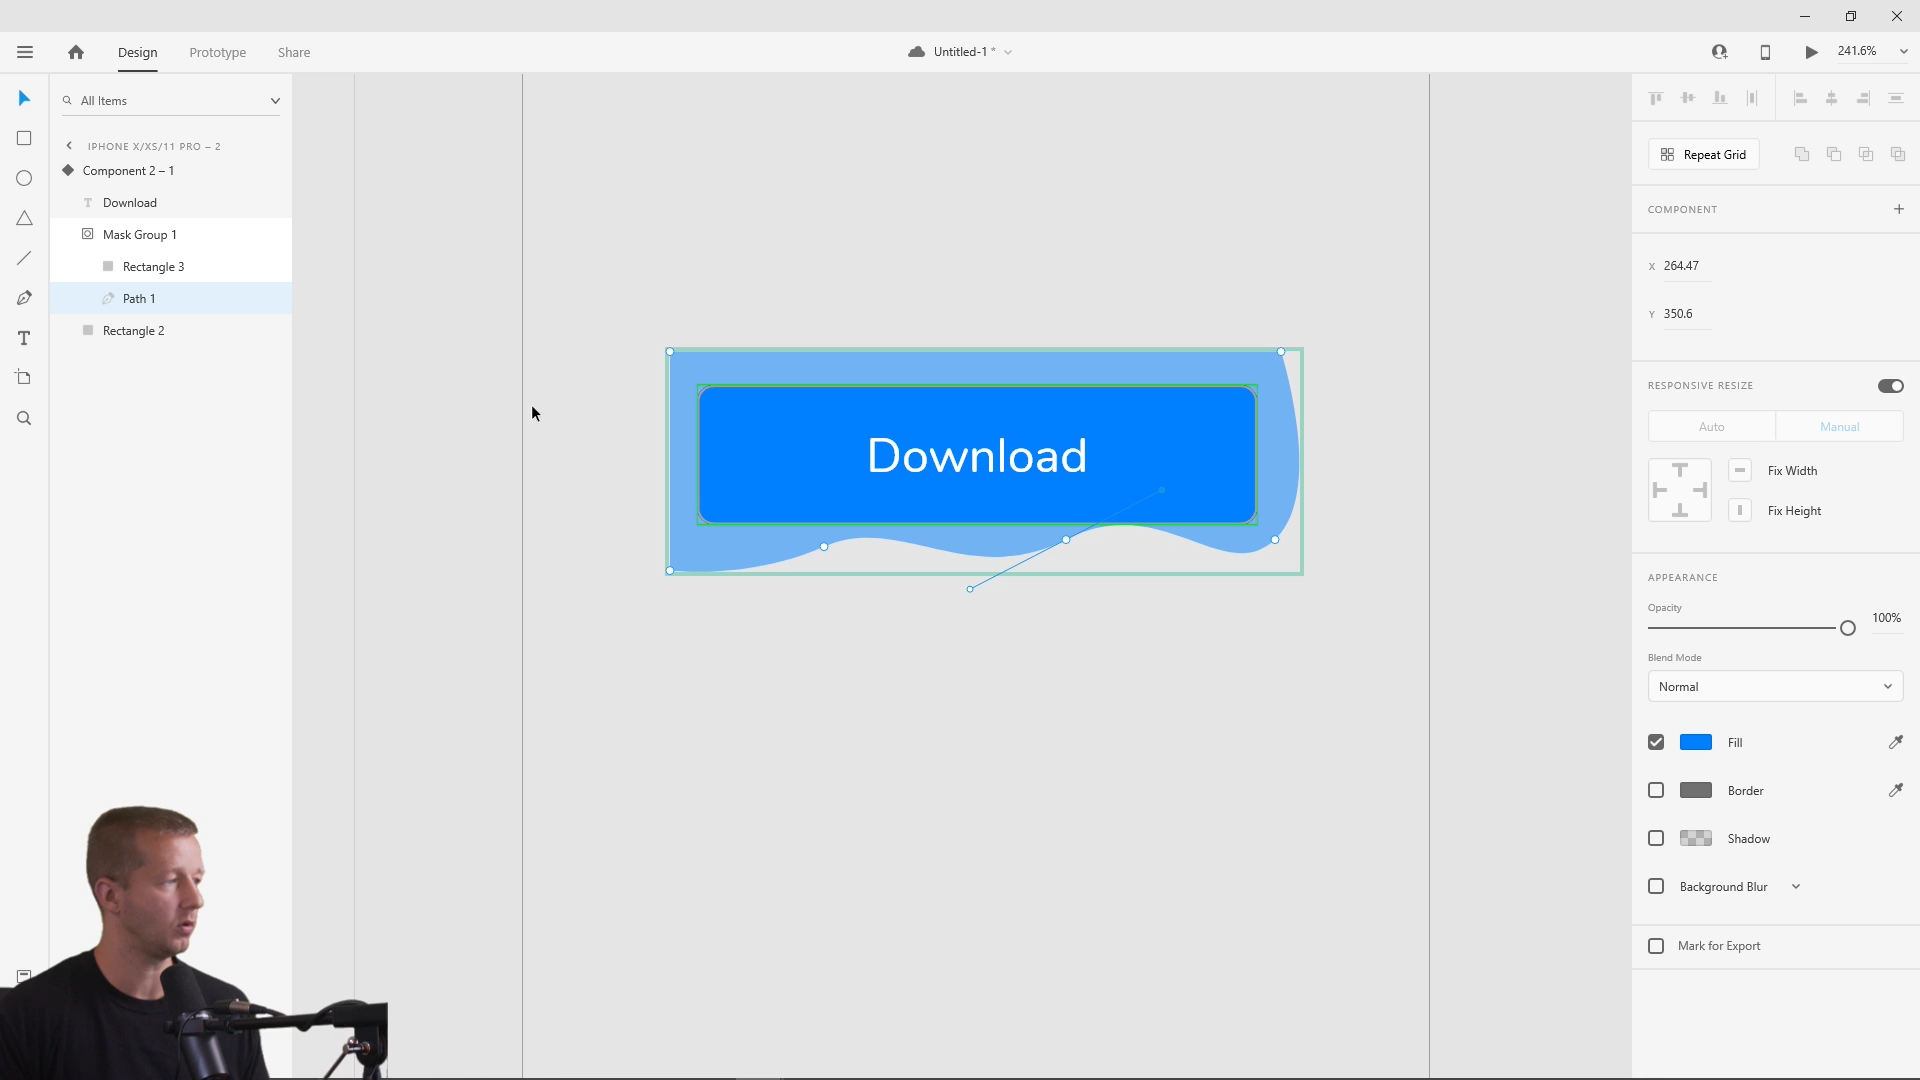 Design
Prototype
Share
Untitled-1 *
241.6%
All Items
IPHONE X/XS/11 PRO – 2
Component 2 – 1
T Download
Mask Group 1
Rectangle 3
Path 1
Rectangle 2
T
Download
Repeat Grid
COMPONENT
X 264.47
Y 350.6
RESPONSIVE RESIZE
Auto
Manual
Fix Width
Fix Height
APPEARANCE
Opacity
100%
Blend Mode
Normal
Fill
Border
Shadow
Background Blur
Mark for Export